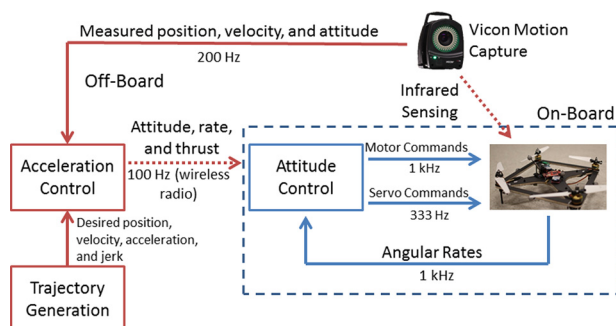 Measured position, velocity, and attitude
200 Hz
Vicon Motion
Capture
Off-Board
Infrared
Sensing
On-Board
Attitude, rate,
and thrust
100 Hz (wireless
radio)
Acceleration
Control
Attitude
Control
Motor Commands
1 kHz
Servo Commands
333 Hz
Desired position,
velocity, acceleration,
and jerk
Angular Rates
1 kHz
Trajectory
Generation